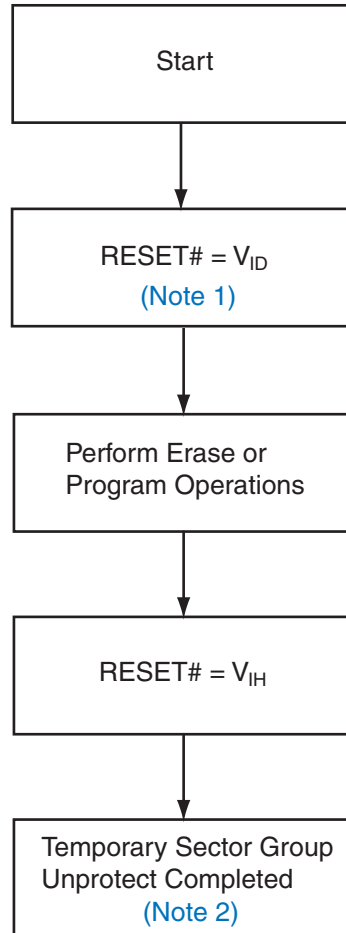 Start
RESET# = VID
(Note 1)
Perform Erase or
Program Operations
RESET# = VIH
Temporary Sector Group
Unprotect Completed
(Note 2)